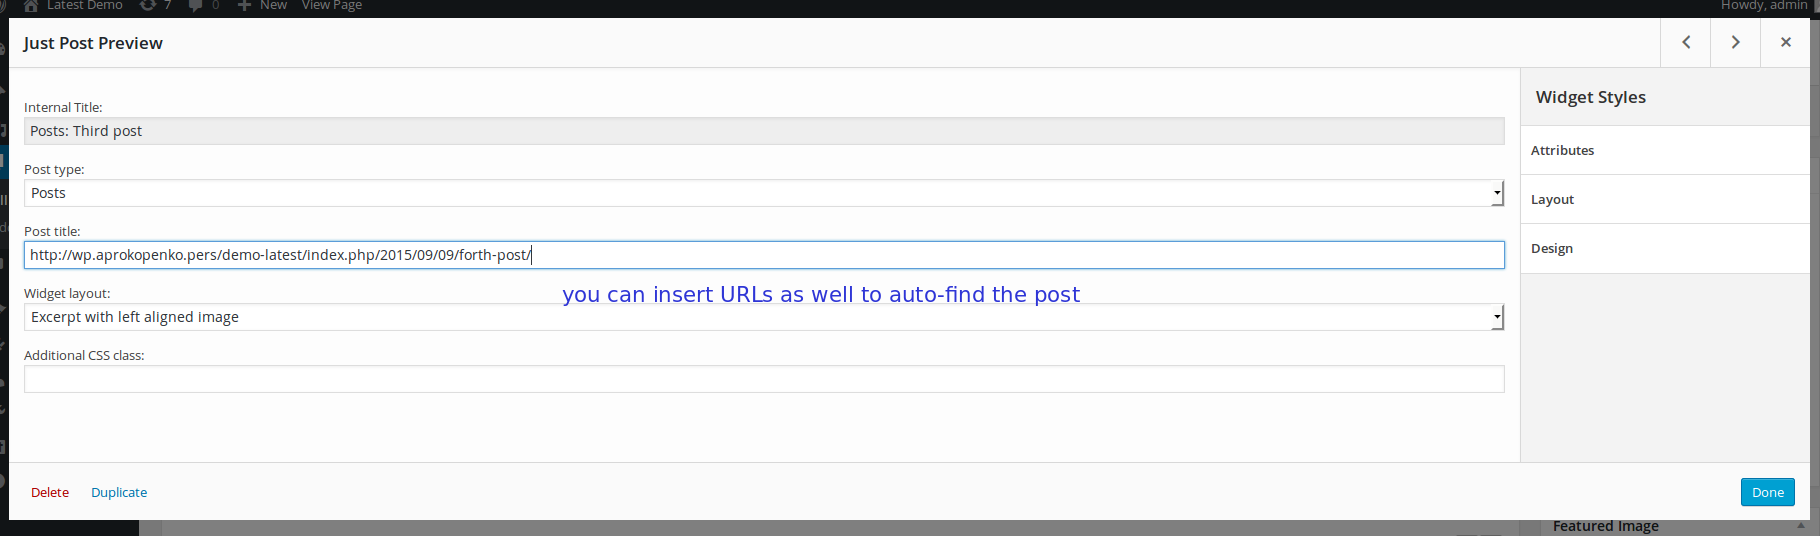 Latest Demo 7 0 New View Page Howdy, admin
Just Post Preview
Internal Title:
Posts: Third post
Post type:
Posts
Post title:
http://wp.aprokopenko.pers/demo-latest/index.php/2015/09/09/forth-post/
you can insert URLs as well to auto-find the post
Widget layout:
Excerpt with left aligned image
Additional CSS class:
Widget Styles
Attributes
Layout
Design
Delete Duplicate Done
Featured Image